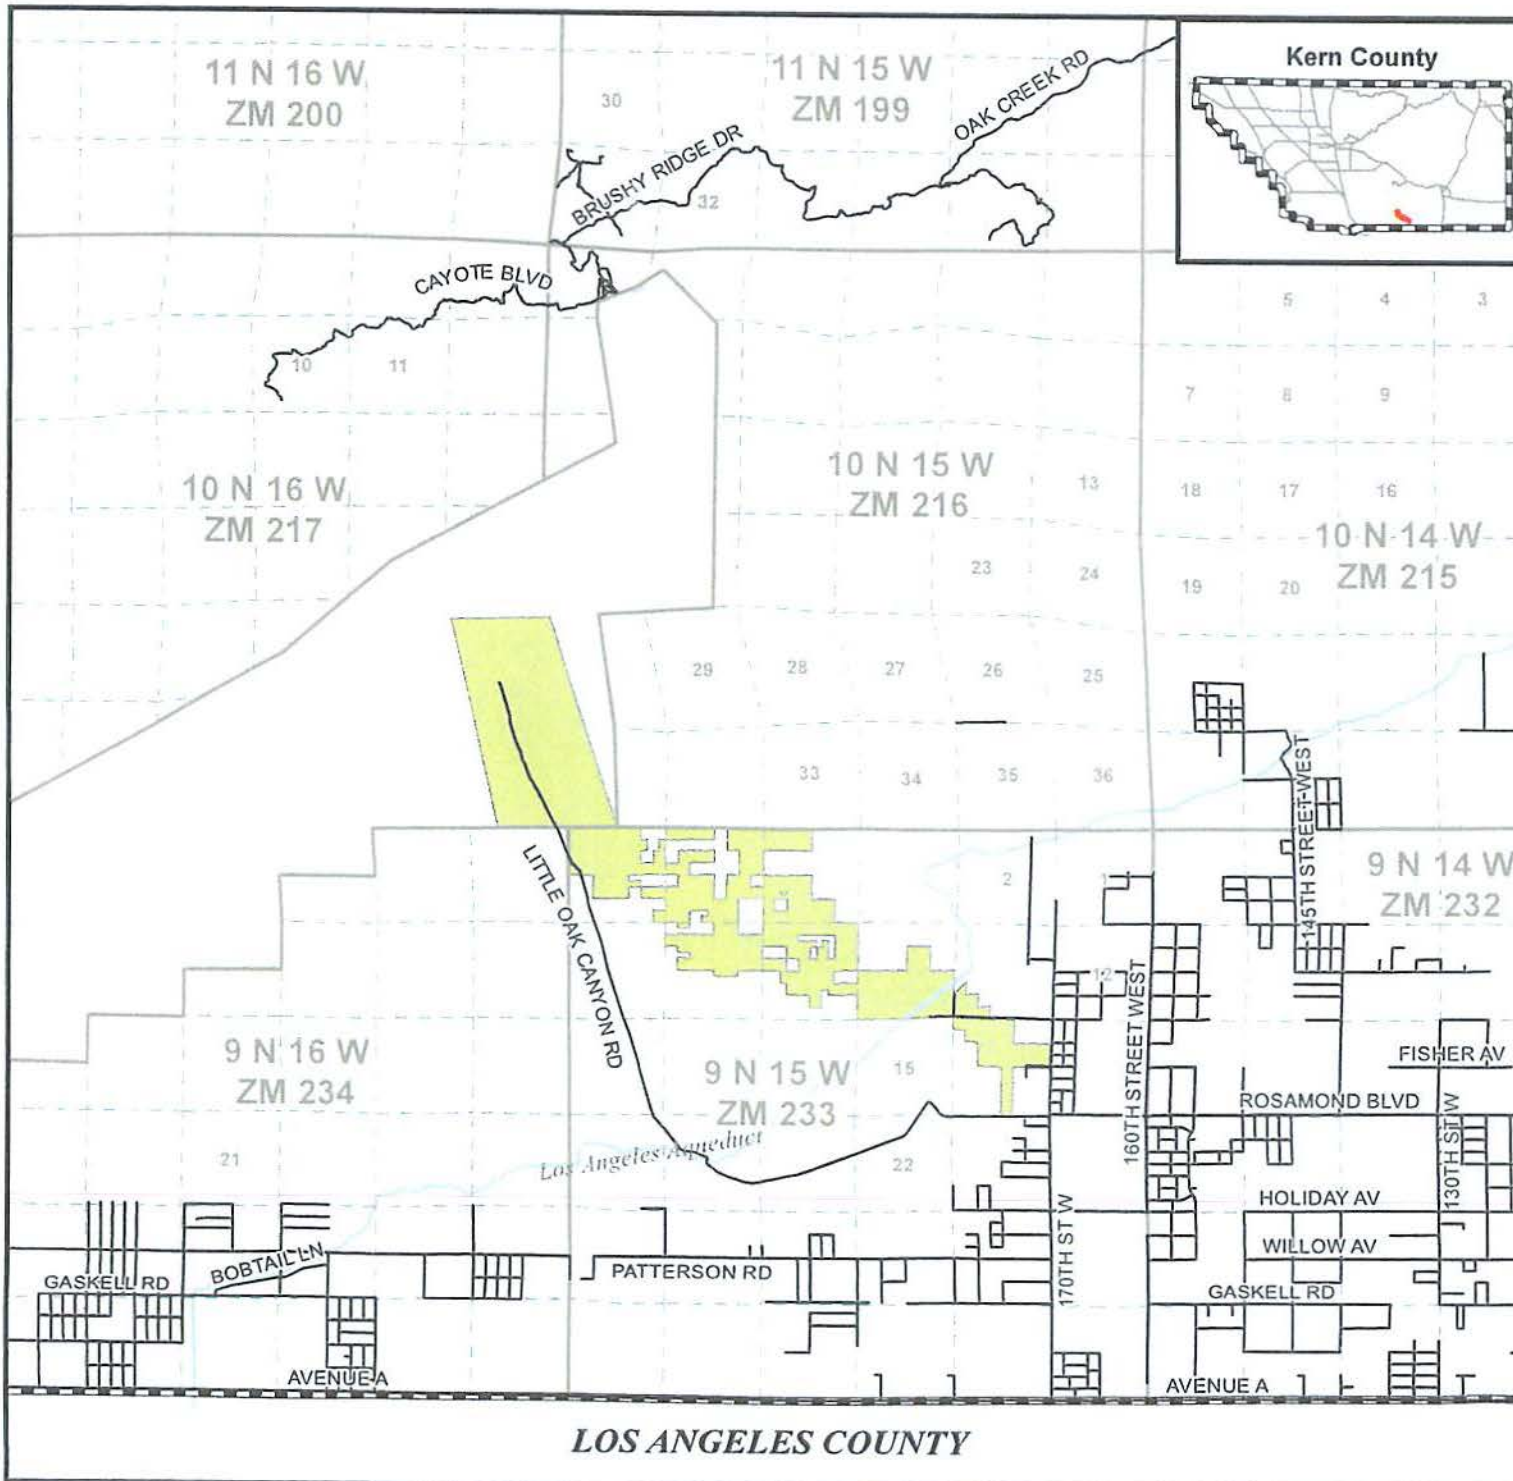 11 N 16 W
ZM 200
30
11 N 15 W
ZM 199
OAK CREEK RD
Kern County
BRUSHY RIDGE DR
32
CAYOTE BLVD
5
4
3
10
11
7
8
9
10 N 16 W
ZM 217
10 N 15 W
ZM 216
13
18
17
16
10 N 14 W
ZM 215
23
24
19
20
29
28
27
26
25
33
34
35
36
145TH STREET WEST
LITTLE OAK CANYON RD
2
1
9 N 14 W
ZM 232
12
160TH STREET WEST
9 N 16 W
ZM 234
9 N 15 W
ZM 233
15
FISHER AV
ROSAMOND BLVD
130TH ST W
21
Los Angeles Aqueduct
22
170TH ST W
HOLIDAY AV
WILLOW AV
BOBTAIL LN
GASKELL RD
PATTERSON RD
GASKELL RD
AVENUE A
AVENUE A
LOS ANGELES COUNTY